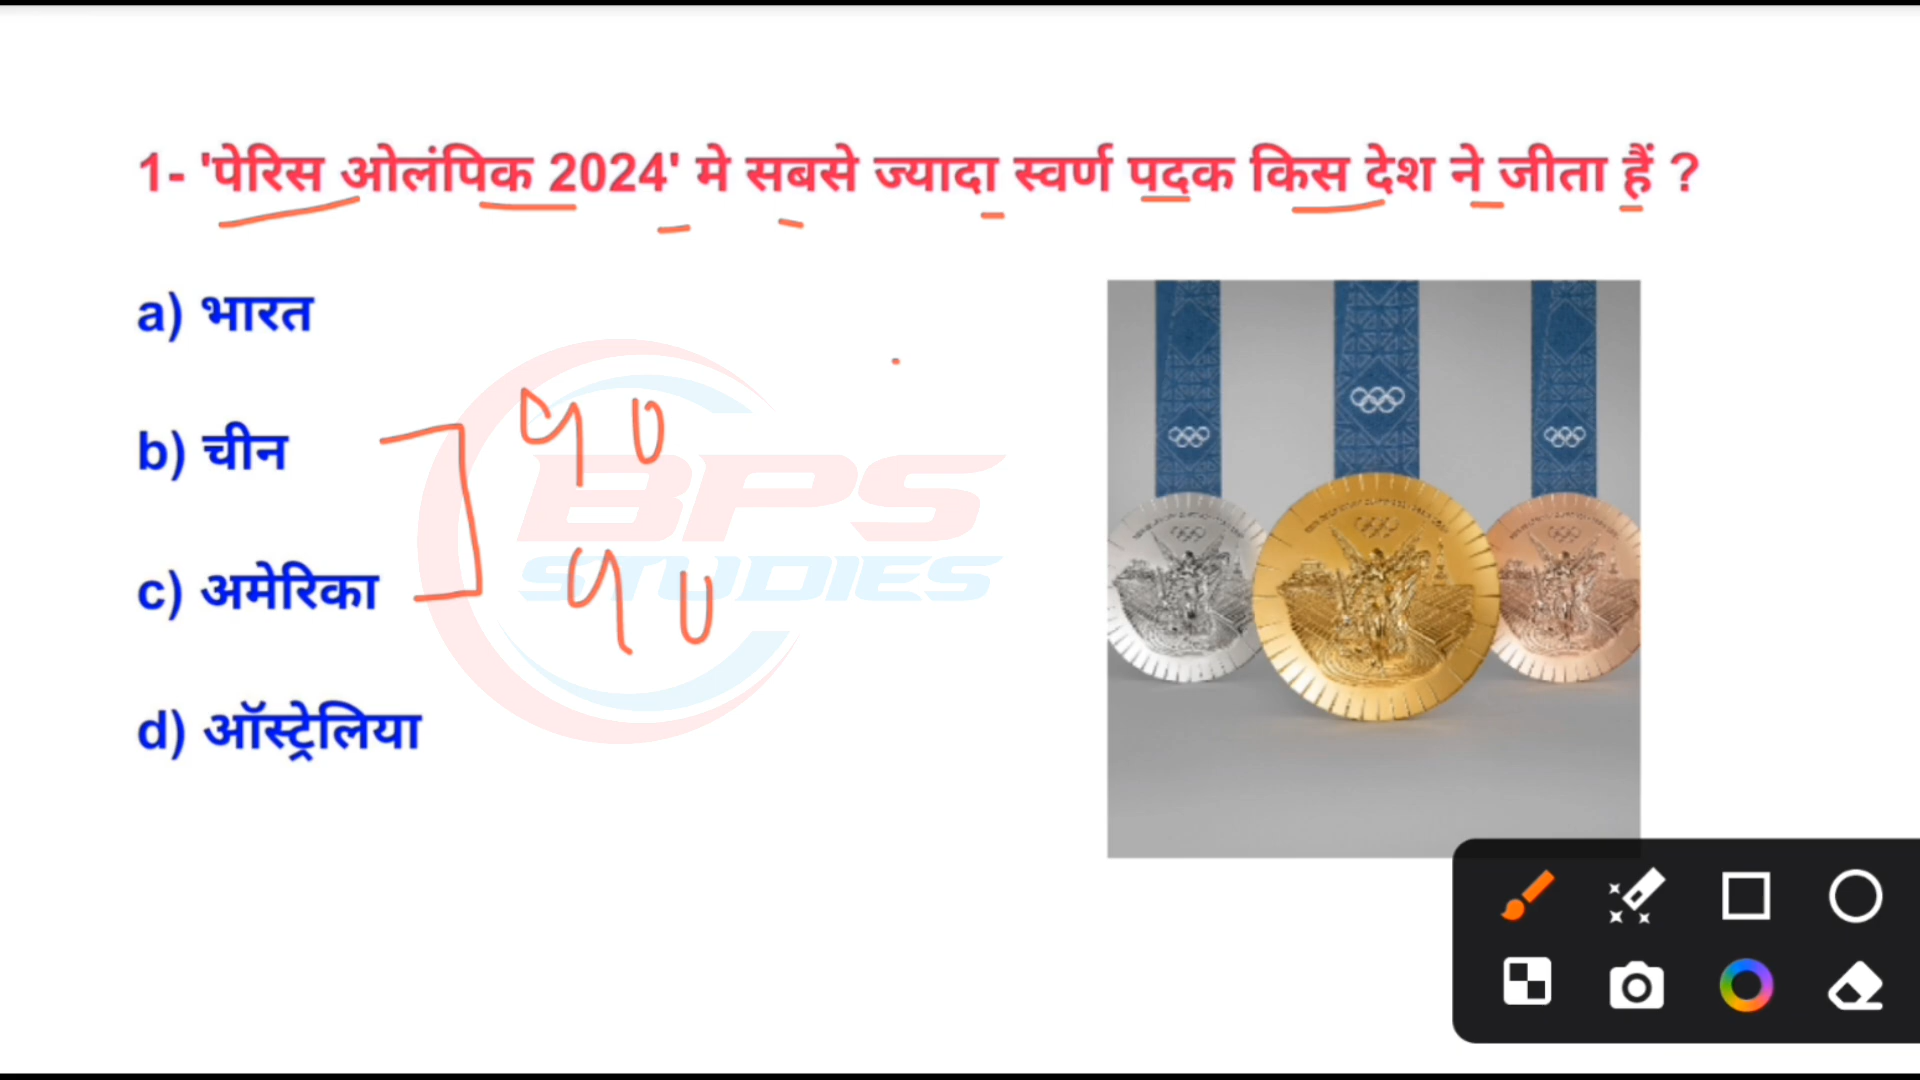 1- 'पेरिस ओलंपिक 2024' मे सबसे ज्यादा स्वर्ण पदक किस देश ने जीता हैं ?
a) भारत
b) चीन
c) अमेरिका
d) ऑस्ट्रेलिया
40
40
BPS
STUDIES